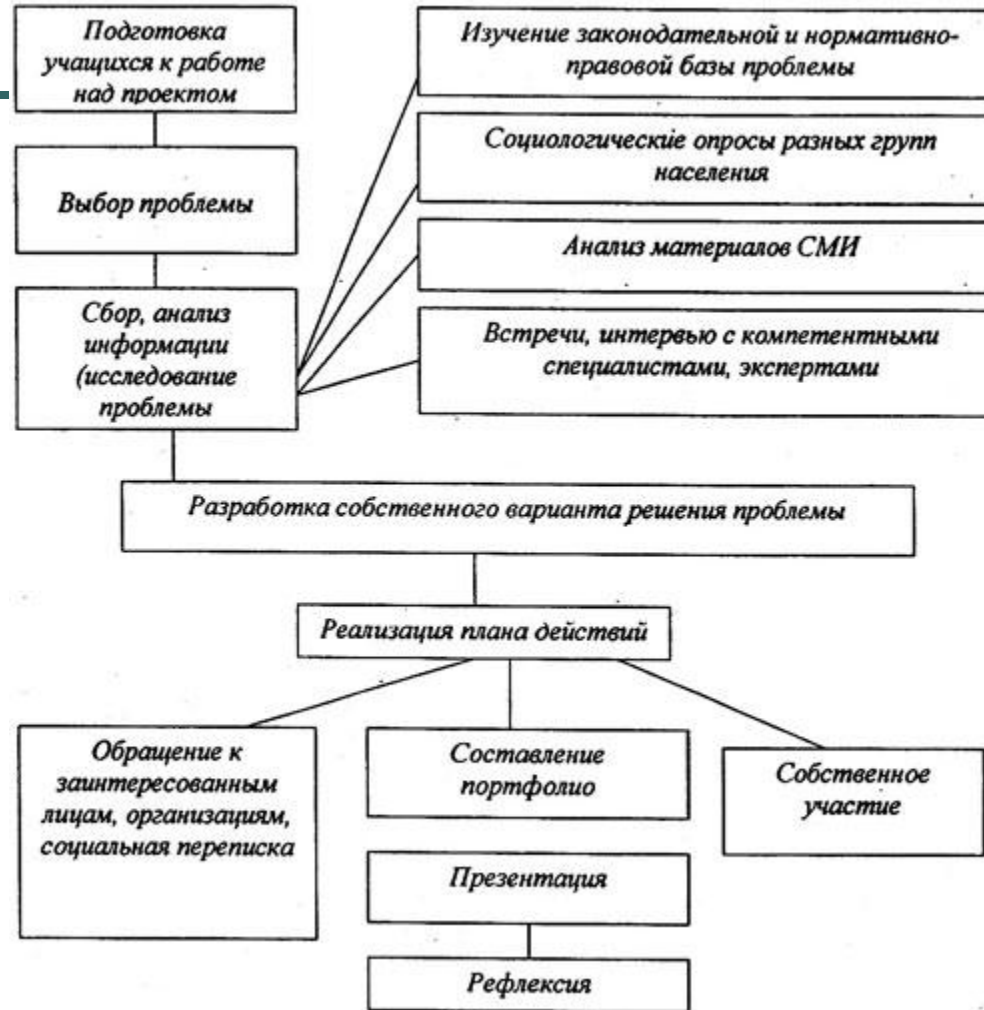 Подготовка
учащихся к работе
над проектом
Выбор проблемы
Сбор, анализ
информации
(исследование
проблемы
Изучение законодательной и нормативно-
правовой базы проблемы
Социологические опросы разных групп
населения
Анализ материалов СМИ
Встречи, интервью с компетентными
специалистами, экспертами
Разработка собственного варианта решения проблемы
Реализация плана действий
Обращение к
заинтересованным
лицам, организациям,
социальная переписка
Составление
портфолио
Собственное
участие
Презентация
Рефлексия